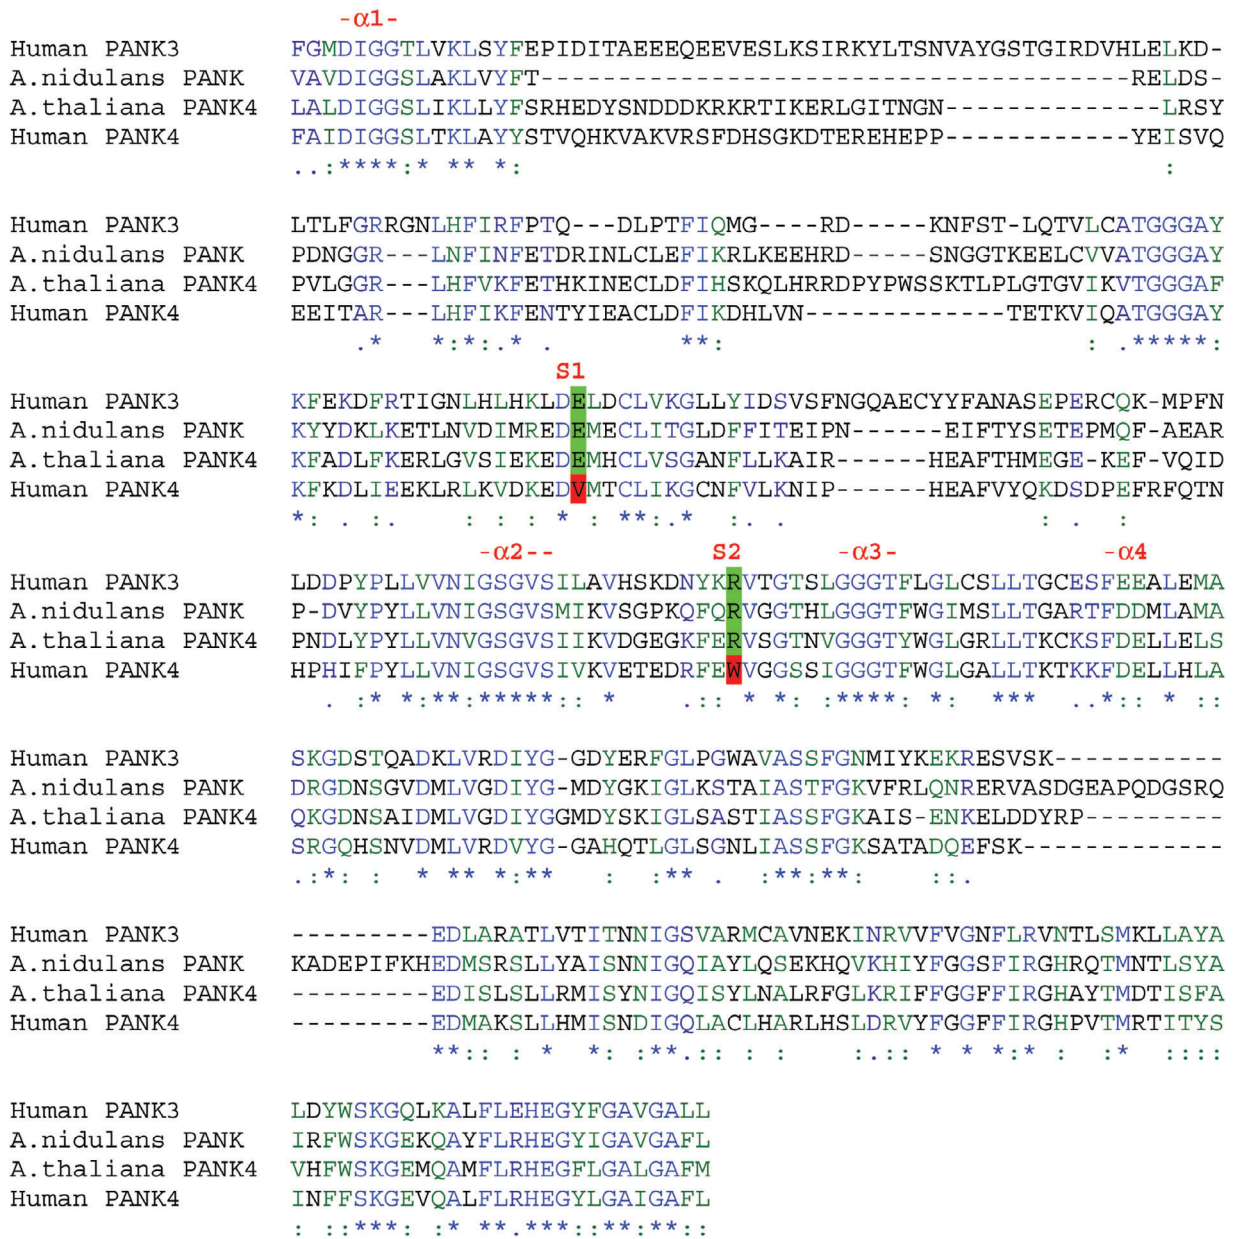 -α1-
Human PANK3 FGMDIGGTLVKLSYFEPIDITAEEEQEEVESLKSIRKYLTSNVAYGSTGIRDVHLELKD-
A.nidulans PANK VAVDIGGSLAKLVYFT--------------------------------------RELDS-
A.thaliana PANK4 LALDIGGSLIKLLYFSRHEDYSNDDDKRKRTIKERLGITNGN--------------LRSY
Human PANK4 FAIDIGGSLTKLAYYSTVQHKVAKVRSFDHSGKDTEREHEPP------------YEISVQ
..:****:* ** *: :
Human PANK3 LTLFGRRGNLHFIRFPTQ---DLPTFIQMG----RD-----KNFST-LQTVLCATGGGAY
A.nidulans PANK PDNGGR---LNFINFETDRINLCLEFIKRLKEEHRD-----SNGGTKEELCVVATGGGAY
A.thaliana PANK4 PVLGGR---LHFVKFETHKINECLDFIHSKQLHRRDPYPWSSKTLPLGTGVIKVTGGGAF
Human PANK4 EEITAR---LHFIKFENTYIEACLDFIKDHLVN-------------TETKVIQATGGGAY
.* *:*:.* . **: : .*****:
S1
Human PANK3 KFEKDFRTIGNLHLHKLDELDCLVKGLLYIDSVSFNGQAECYYFANASEPERCQK-MPFN
A.nidulans PANK KYYDKLKETLNVDIMREDEMECLITGLDFFITEIPN------EIFTYSETEPMQF-AEAR
A.thaliana PANK4 KFADLFKERLGVSIEKEDEMHCLVSGANFLLKAIR------HEAFTHMEGE-KEF-VQID
Human PANK4 KFKDLIEEKLRLKVDKEDVMTCLIKGCNFVLKNIP------HEAFVYQKDSDPEFRFQTN
*: . :. : : : * : **:.* :. . : . :
-α2-- S2 -α3- -α4
Human PANK3 LDDPYPLLVVNIGSGVSILAVHSKDNYKRVTGTSLGGGTFLGLCSLLTGCESFEEALEMA
A.nidulans PANK P-DVYPYLLVNIGSGVSMIKVSGPKQFQRVGGTHLGGGTFWGIMSLLTGARTFDDMLAMA
A.thaliana PANK4 PNDLYPYLLVNVGSGVSIIKVDGEGKFERVSGTNVGGGTYWGLGRLLTKCKSFDELLELS
Human PANK4 HPHIFPYLLVNIGSGVSIVKVETEDRFEWVGGSSIGGGTFWGLGALLTKTKKFDELLHLA
. :* *:**:*****:: * .:: * *: :****: *: *** ..*:: * ::
Human PANK3 SKGDSTQADKLVRDIYG-GDYERFGLPGWAVASSFGNMIYKEKRESVSK-----------
A.nidulans PANK DRGDNSGVDMLVGDIYG-MDYGKIGLKSTAIASTFGKVFRLQNRERVASDGEAPQDGSRQ
A.thaliana PANK4 QKGDNSAIDMLVGDIYGGMDYSKIGLSASTIASSFGKAIS-ENKELDDYRP---------
Human PANK4 SRGQHSNVDMLVRDVYG-GAHQTLGLSGNLIASSFGKSATADQEFSK-------------
.:*: : * ** *:** : :** . :**:**: ::.
Human PANK3 ---------EDLARATLVTITNNIGSVARMCAVNEKINRVVFVGNFLRVNTLSMKLLAYA
A.nidulans PANK KADEPIFKHEDMSRSLLYAISNNIGQIAYLQSEKHQVKHIYFGGSFIRGHRQTMNTLSYA
A.thaliana PANK4 ---------EDISLSLLRMISYNIGQISYLNALRFGLKRIFFGGFFIRGHAYTMDTISFA
Human PANK4 ---------EDMAKSLLHMISNDIGQLACLHARLHSLDRVYFGGFFIRGHPVTMRTITYS
**:: : * *: :**.:: : : :.:: * * *:* : :* ::::
Human PANK3 LDYWSKGQLKALFLEHEGYFGAVGALL
A.nidulans PANK IRFWSKGEKQAYFLRHEGYIGAVGAFL
A.thaliana PANK4 VHFWSKGEMQAMFLRHEGFLGALGAFM
Human PANK4 INFFSKGEVQALFLRHEGYLGAIGAFL
: ::***: :* **.***::**:**::